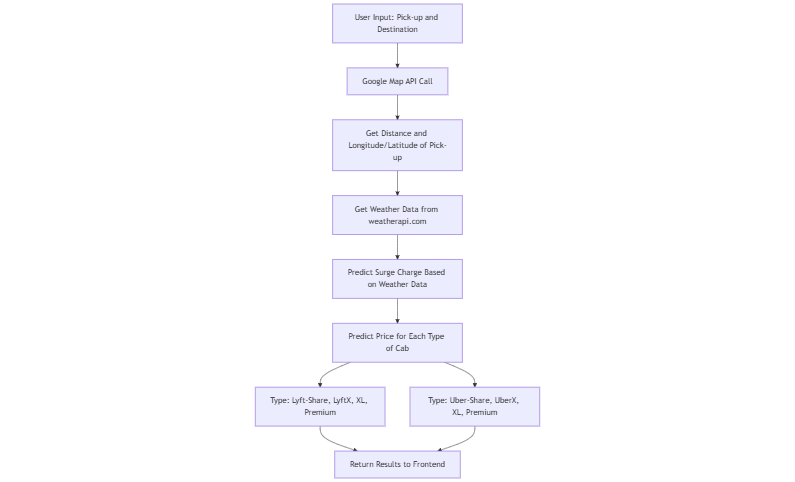 User Input: Pick-up and
Destination
Google Map API Call
Get Distance and
Longitude/Latitude of Pick-
up
Get Weather Data from
weatherapi.com
Predict Surge Charge Based
on Weather Data
Predict Price for Each Type
of Cab
Type: Lyft-Share, LyftX, XL,
Premium
Type: Uber-Share, UberX,
XL, Premium
Return Results to Frontend